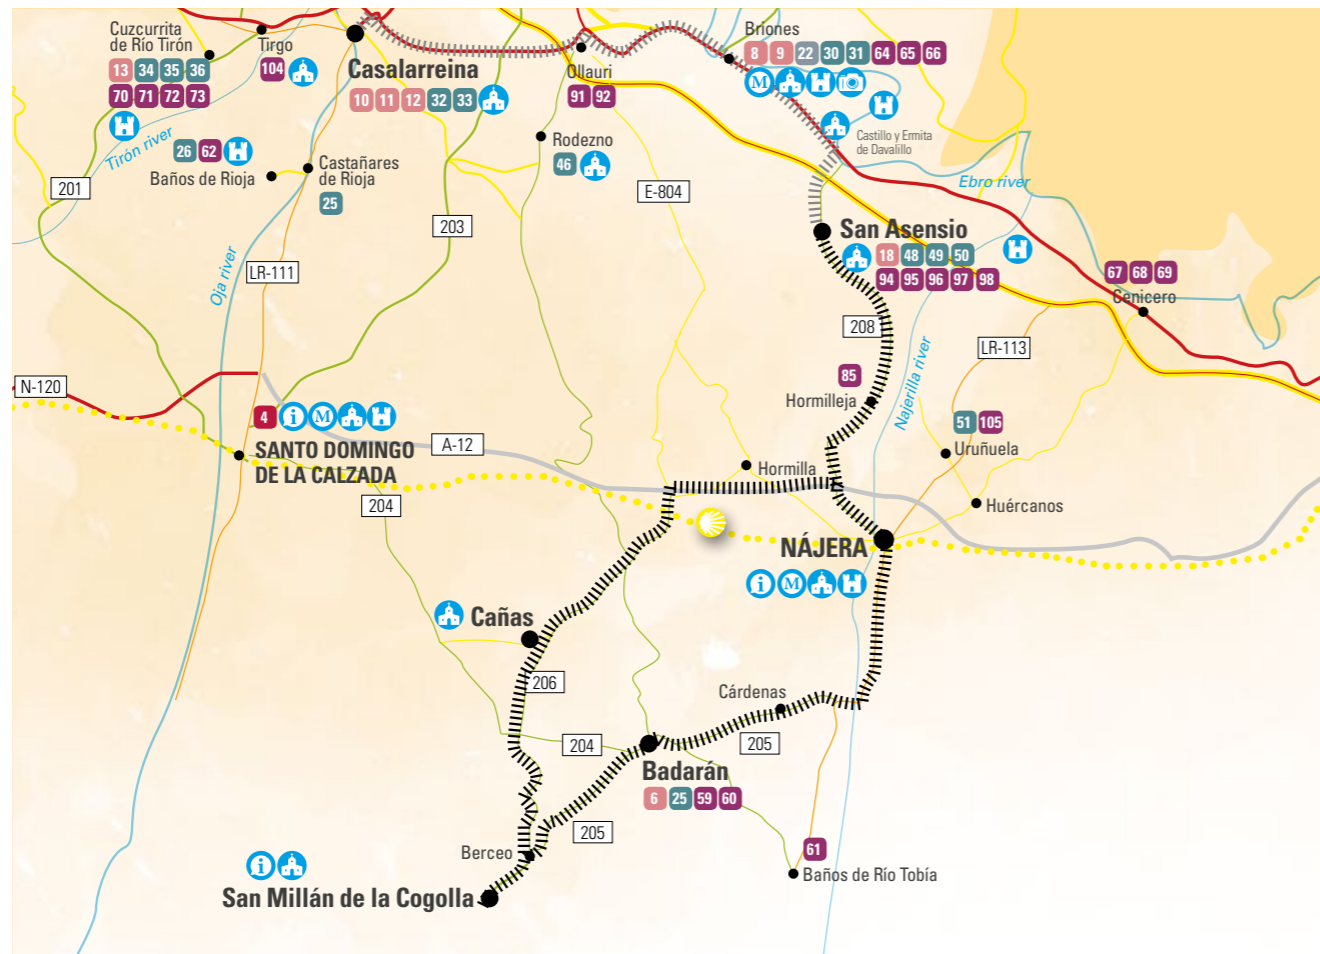 Cuzcurrita
de Río Tirón
13 34 35 36
70 71 72 73
Tirgo
104
Casalarreina
10 11 12 32 33
Ollauri
91 92
Briones
8 9 22 30 31 64 65 66
M
Castillo y Ermita
de Davalillo
Tirón river
26 62
Baños de Rioja
Castañares
de Rioja
25
Rodezno
46
201
E-804
Ebro river
203
San Asensio
18 48 49 50
94 95 96 97 98
Oja river
LR-111
67 68 69
Cenicero
208
LR-113
Najerilla river
N-120
85
Hormilleja
4 i M
SANTO DOMINGO
DE LA CALZADA
A-12
51 105
Uruñuela
Hormilla
204
Huércanos
NÁJERA
i M
Cañas
206
Cárdenas
204
205
Badarán
6 25 59 60
205
Berceo
61
Baños de Río Tobía
i
San Millán de la Cogolla